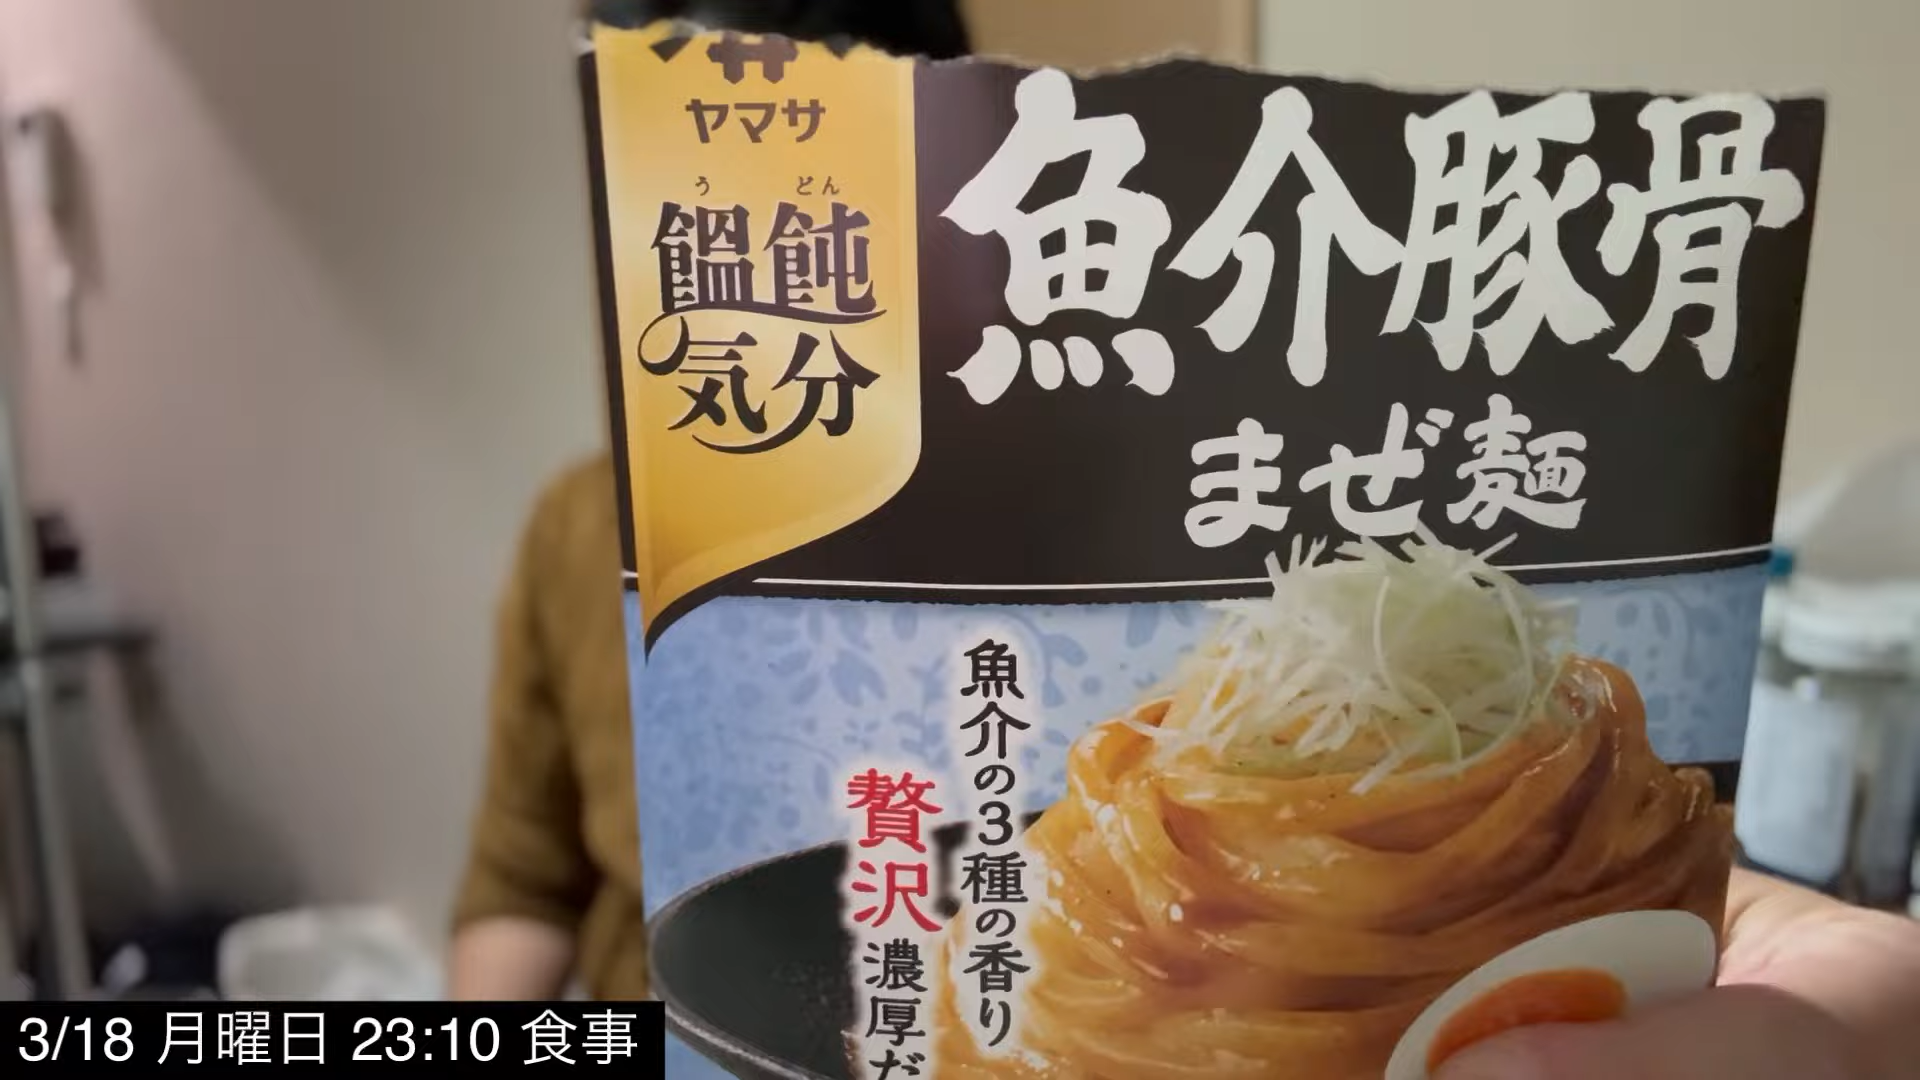 ヤマサ
う どん
饂飩
気分
魚介豚骨
まぜ麺
魚介の3種の香り
贅沢濃厚だ
3/18 月曜日 23:10 食事